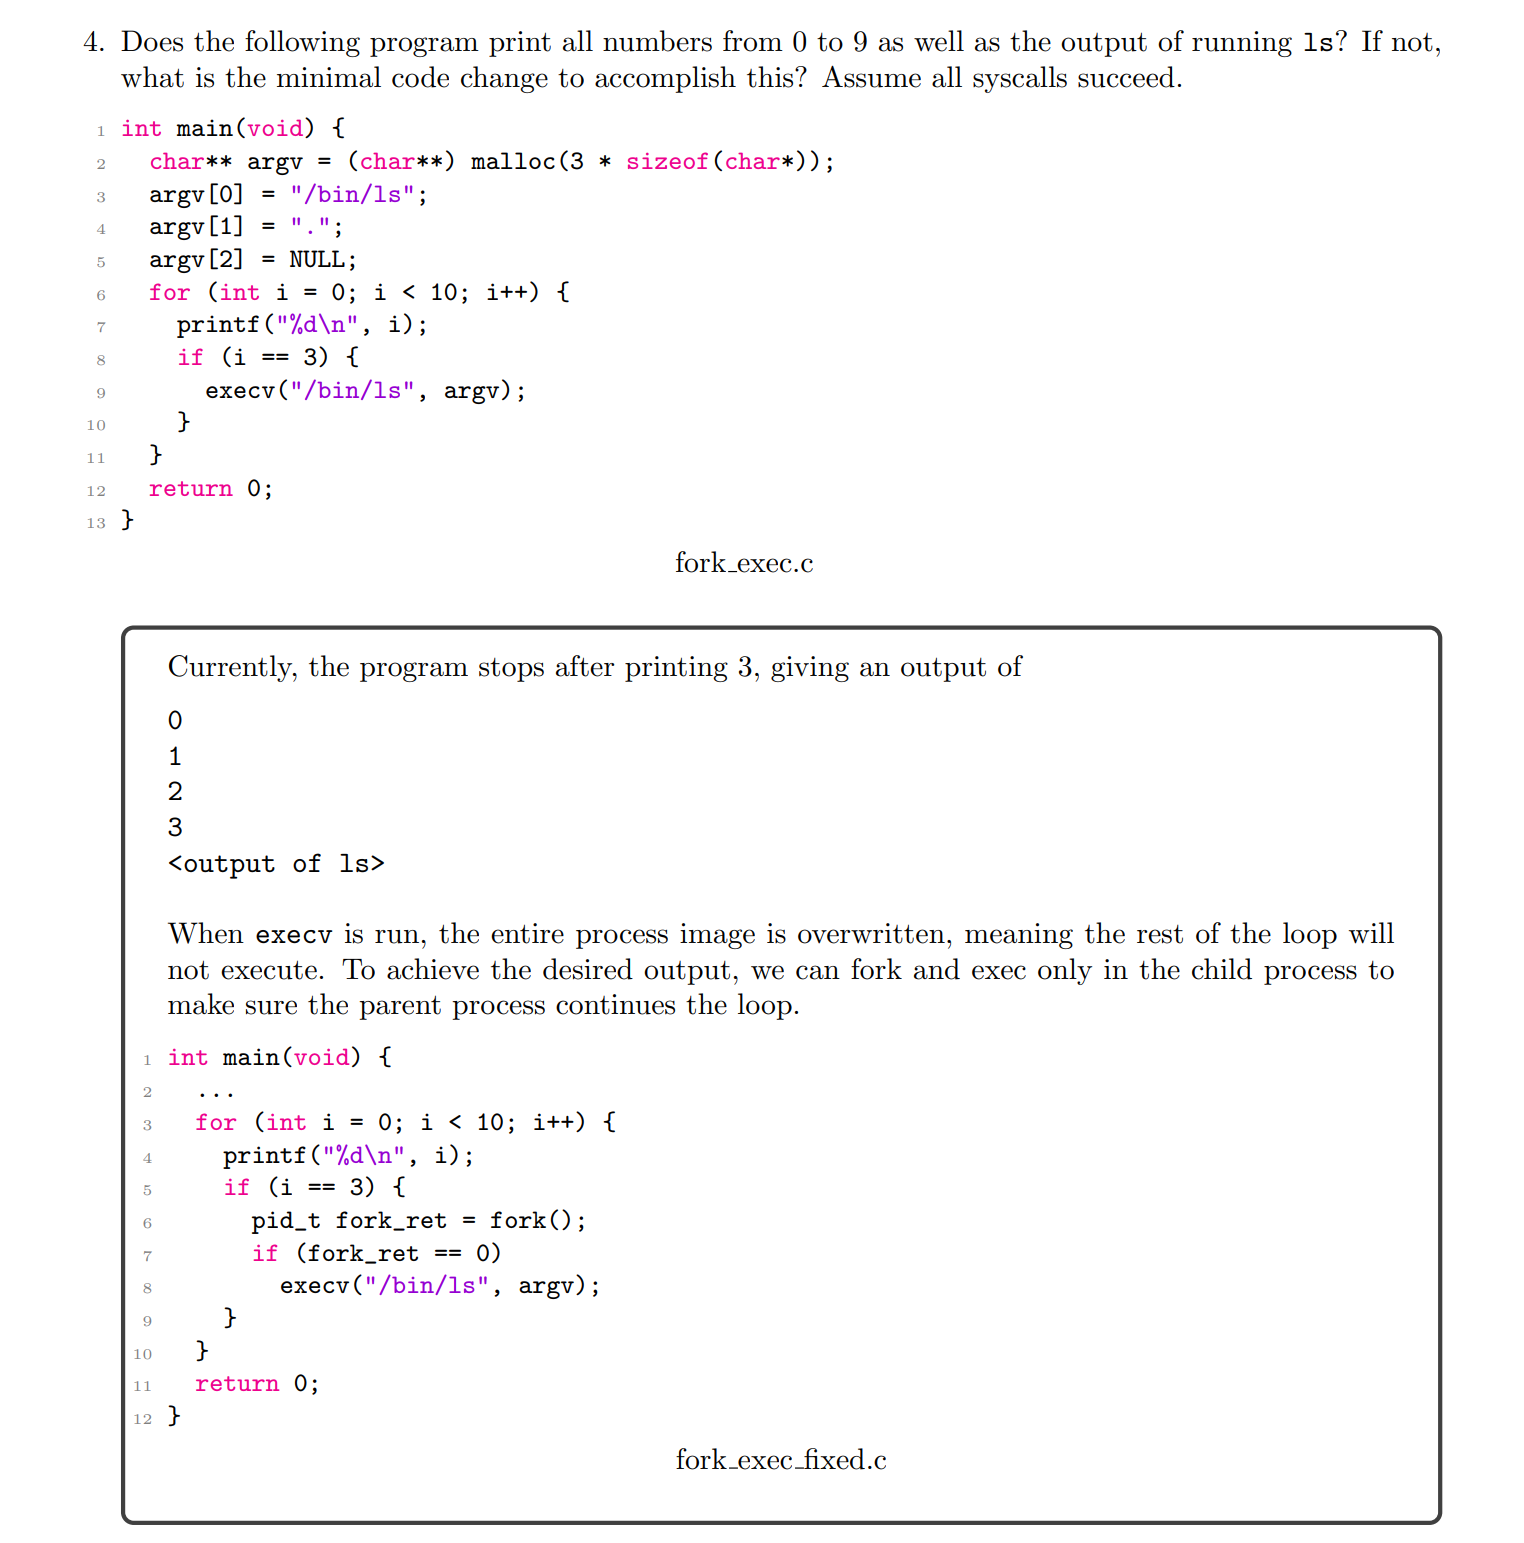 4. Does the following program print all numbers from 0 to 9 as well as the output of running ls? If not,
what is the minimal code change to accomplish this? Assume all syscalls succeed.
1 int main(void) {
2   char** argv = (char**) malloc(3 * sizeof(char*));
3   argv[0] = "/bin/ls";
4   argv[1] = ".";
5   argv[2] = NULL;
6   for (int i = 0; i < 10; i++) {
7     printf("%d\n", i);
8     if (i == 3) {
9       execv("/bin/ls", argv);
10     }
11   }
12   return 0;
13 }
fork_exec.c
Currently, the program stops after printing 3, giving an output of
0
1
2
3
<output of ls>
When execv is run, the entire process image is overwritten, meaning the rest of the loop will
not execute. To achieve the desired output, we can fork and exec only in the child process to
make sure the parent process continues the loop.
1 int main(void) {
2   ...
3   for (int i = 0; i < 10; i++) {
4     printf("%d\n", i);
5     if (i == 3) {
6       pid_t fork_ret = fork();
7       if (fork_ret == 0)
8         execv("/bin/ls", argv);
9     }
10   }
11   return 0;
12 }
fork_exec_fixed.c